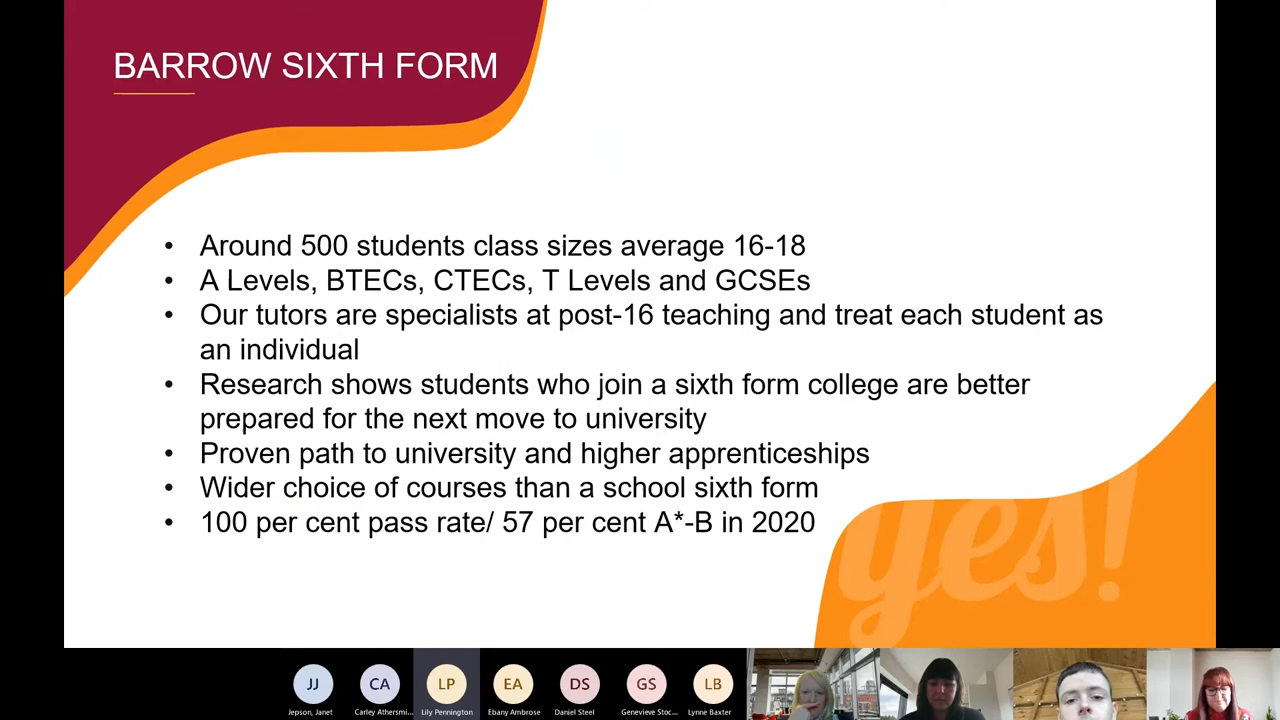 BARROW SIXTH FORM
• Around 500 students class sizes average 16-18
• A Levels, BTECs, CTECs, T Levels and GCSEs
• Our tutors are specialists at post-16 teaching and treat each student as
an individual
• Research shows students who join a sixth form college are better
prepared for the next move to university
• Proven path to university and higher apprenticeships
• Wider choice of courses than a school sixth form
• 100 per cent pass rate/ 57 per cent A*-B in 2020
yes!
JJ CA LP EA DS GS LB
Jepson, Janet Carley Athersmi... Lily Pennington Ebany Ambrose Daniel Steel Genevieve Stoc... Lynne Baxter